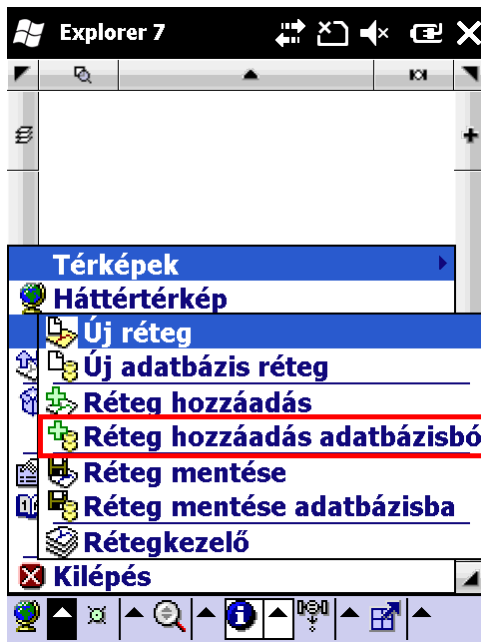 Explorer 7
Térképek
Háttértérkép
Új réteg
Új adatbázis réteg
Réteg hozzáadás
Réteg hozzáadás adatbázisbó
Réteg mentése
Réteg mentése adatbázisba
Rétegkezelő
Kilépés